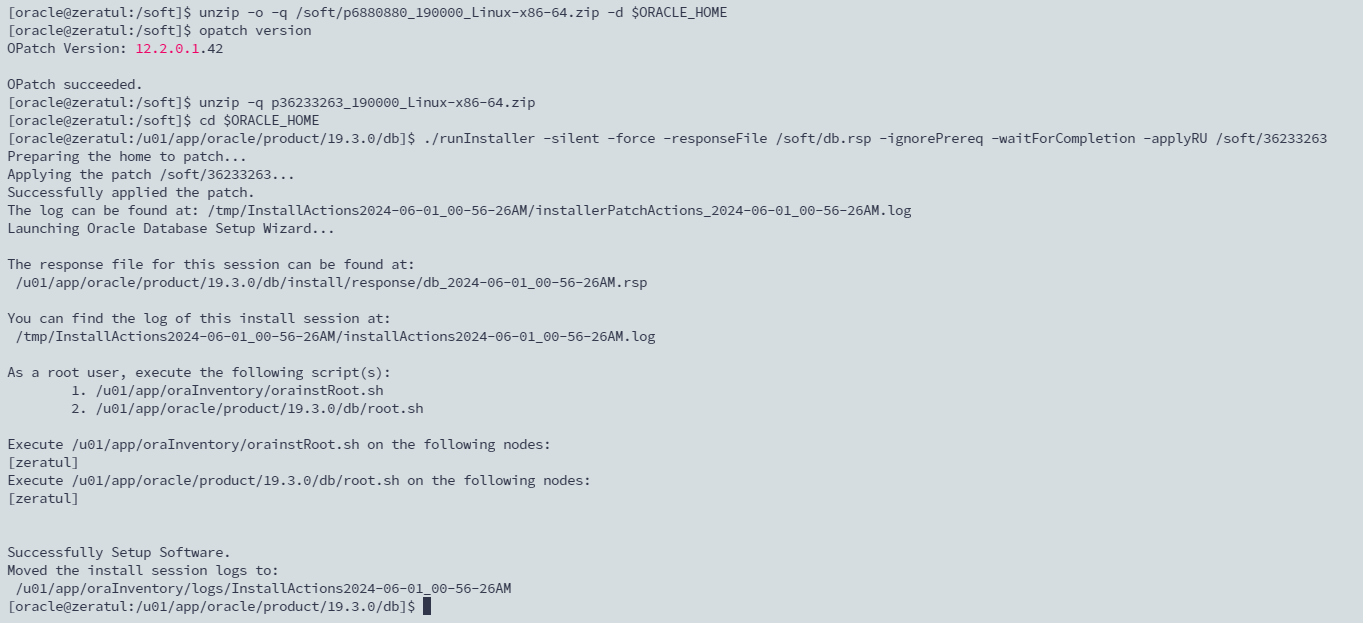 [oracle@zeratul:/soft]$ unzip -o -q /soft/p6880880_190000_Linux-x86-64.zip -d $ORACLE_HOME
[oracle@zeratul:/soft]$ opatch version
OPatch Version: 12.2.0.1.42
OPatch succeeded.
[oracle@zeratul:/soft]$ unzip -q p36233263_190000_Linux-x86-64.zip
[oracle@zeratul:/soft]$ cd $ORACLE_HOME
[oracle@zeratul:/u01/app/oracle/product/19.3.0/db]$ ./runInstaller -silent -force -responseFile /soft/db.rsp -ignorePrereq -waitForCompletion -applyRU /soft/36233263
Preparing the home to patch...
Applying the patch /soft/36233263...
Successfully applied the patch.
The log can be found at: /tmp/InstallActions2024-06-01_00-56-26AM/installerPatchActions_2024-06-01_00-56-26AM.log
Launching Oracle Database Setup Wizard...
The response file for this session can be found at:
 /u01/app/oracle/product/19.3.0/db/install/response/db_2024-06-01_00-56-26AM.rsp
You can find the log of this install session at:
 /tmp/InstallActions2024-06-01_00-56-26AM/installActions2024-06-01_00-56-26AM.log
As a root user, execute the following script(s):
        1. /u01/app/oraInventory/orainstRoot.sh
        2. /u01/app/oracle/product/19.3.0/db/root.sh
Execute /u01/app/oraInventory/orainstRoot.sh on the following nodes:
[zeratul]
Execute /u01/app/oracle/product/19.3.0/db/root.sh on the following nodes:
[zeratul]
Successfully Setup Software.
Moved the install session logs to:
 /u01/app/oraInventory/logs/InstallActions2024-06-01_00-56-26AM
[oracle@zeratul:/u01/app/oracle/product/19.3.0/db]$